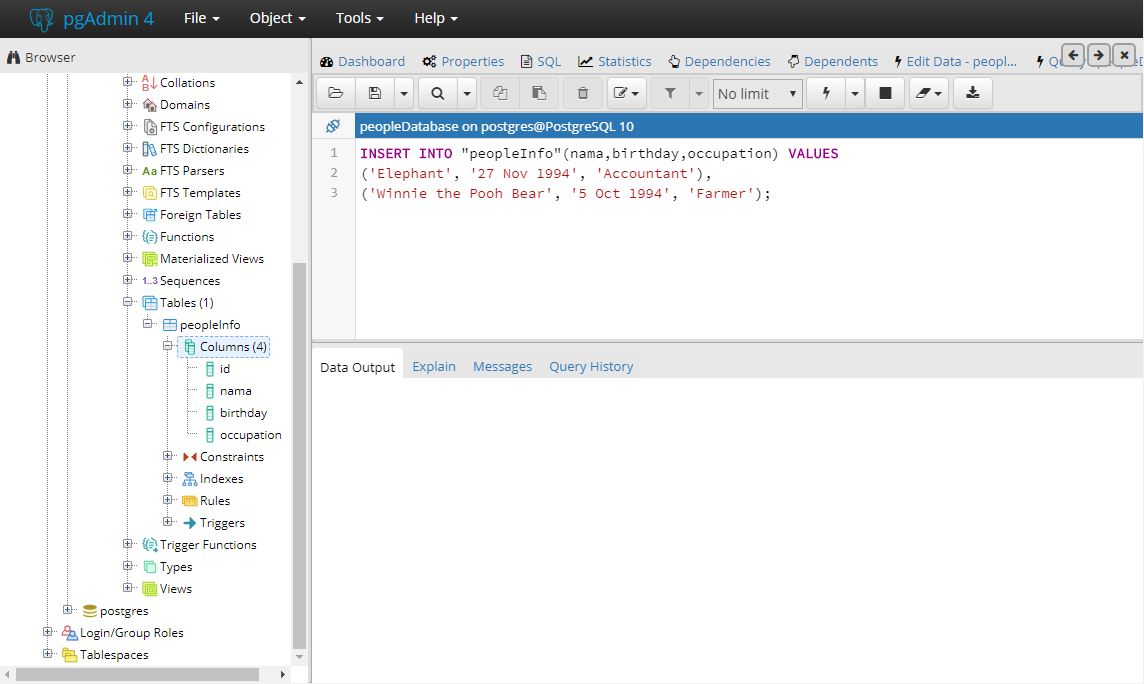 pgAdmin 4 File Object Tools Help
Browser
Collations
Domains
FTS Configurations
FTS Dictionaries
FTS Parsers
FTS Templates
Foreign Tables
Functions
Materialized Views
1..3 Sequences
Tables (1)
peopleInfo
Columns (4)
id
nama
birthday
occupation
Constraints
Indexes
Rules
Triggers
Trigger Functions
Types
Views
postgres
Login/Group Roles
Tablespaces
Dashboard Properties SQL Statistics Dependencies Dependents Edit Data - peopl...
No limit
peopleDatabase on postgres@PostgreSQL 10
1 INSERT INTO "peopleInfo"(nama,birthday,occupation) VALUES
2 ('Elephant', '27 Nov 1994', 'Accountant'),
3 ('Winnie the Pooh Bear', '5 Oct 1994', 'Farmer');
Data Output Explain Messages Query History